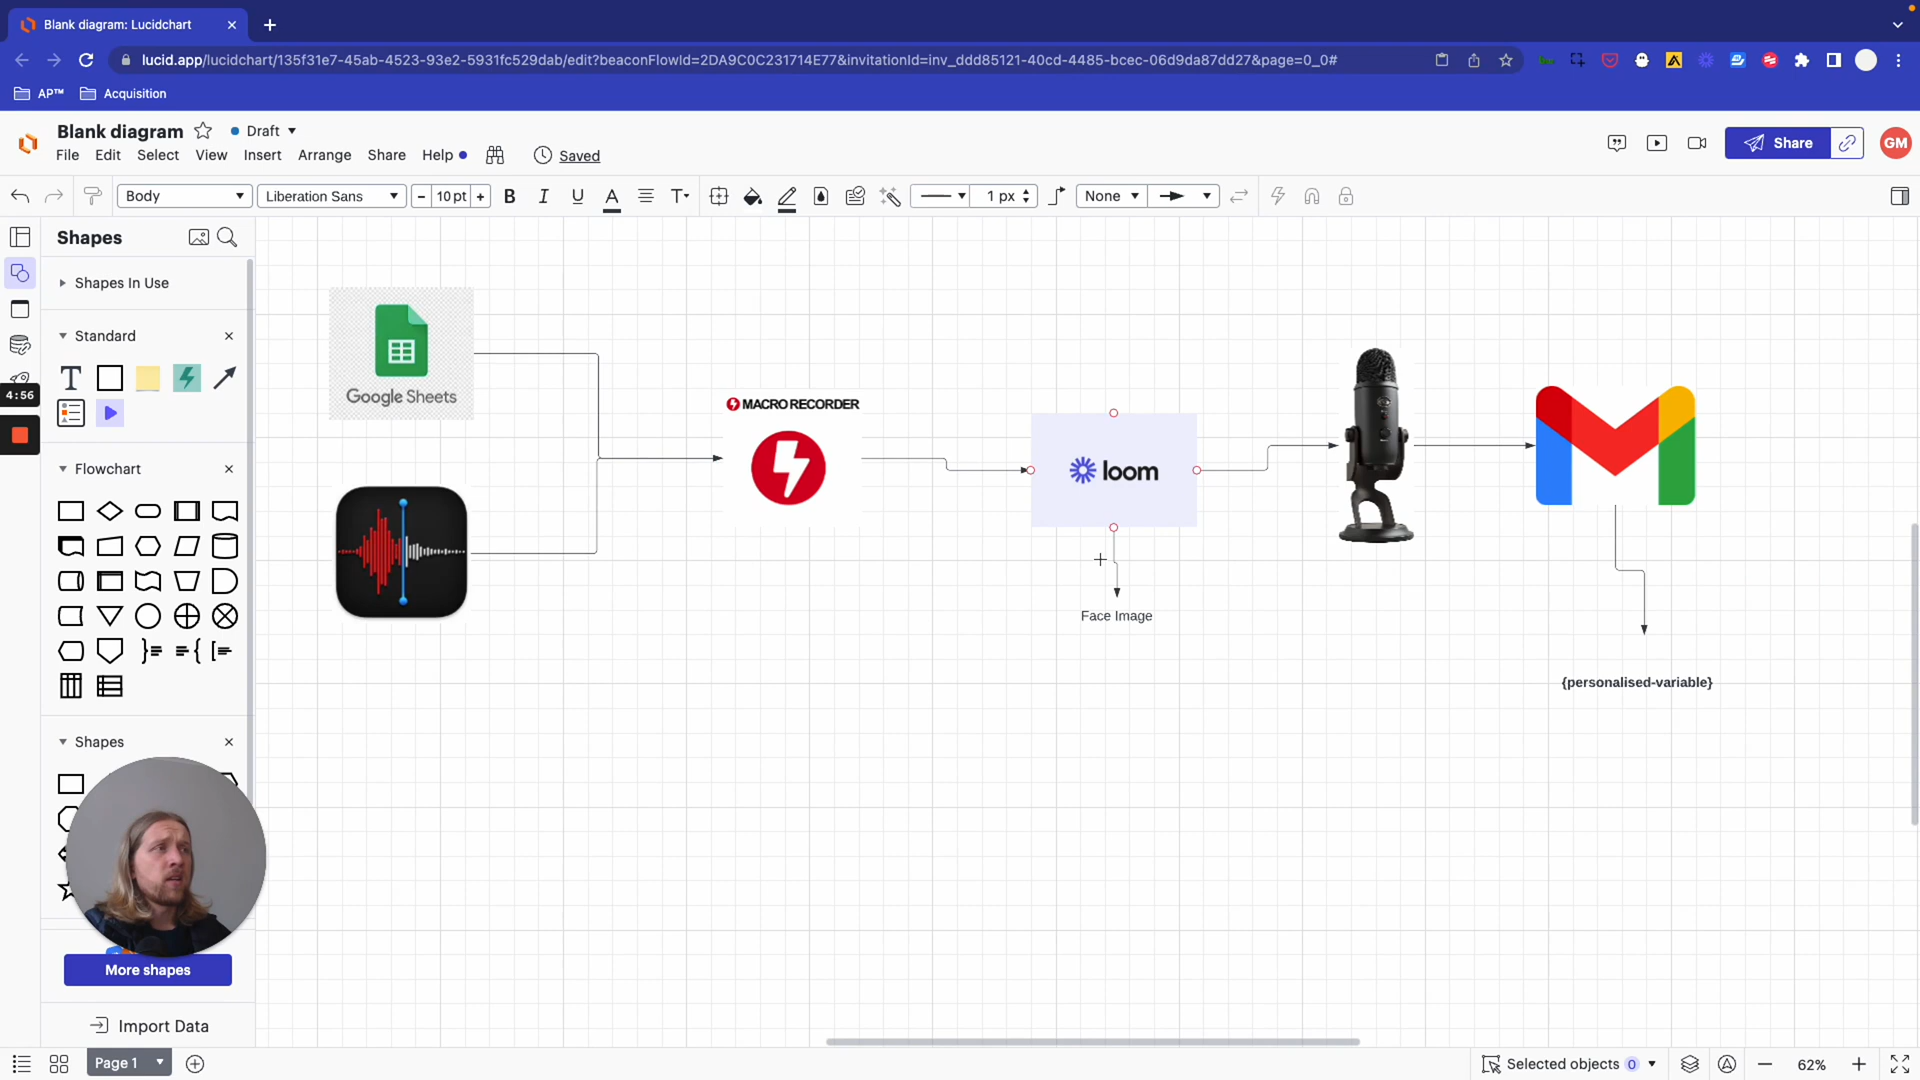 Blank diagram: Lucidchart
lucid.app/lucidchart/135f31e7-45ab-4523-93e2-5931fc529dab/edit?beaconFlowId=2DA9C0C231714E77&invitationId=inv_ddd85121-40cd-4485-bcec-06d9da87dd27&page=0_0#
AP™ Acquisition
Blank diagram Draft
File Edit Select View Insert Arrange Share Help Saved
Share GM
Body Liberation Sans - 10 pt + B I U A T 1 px None
Shapes
Shapes In Use
Standard
T
4:56
Flowchart
Shapes
More shapes
Import Data
Google Sheets
MACRO RECORDER
loom
Face Image
{personalised-variable}
Page 1
Selected objects 0
62%